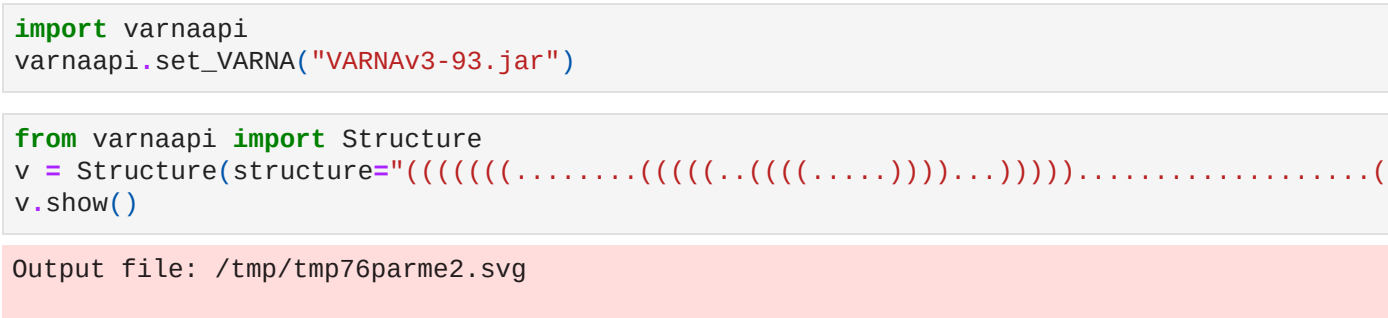 import varnaapi
varnaapi.set_VARNA("VARNAv3-93.jar")
from varnaapi import Structure
v = Structure(structure="(((((((........(((((..((((.....))))...)))))...................(
v.show()
Output file: /tmp/tmp76parme2.svg